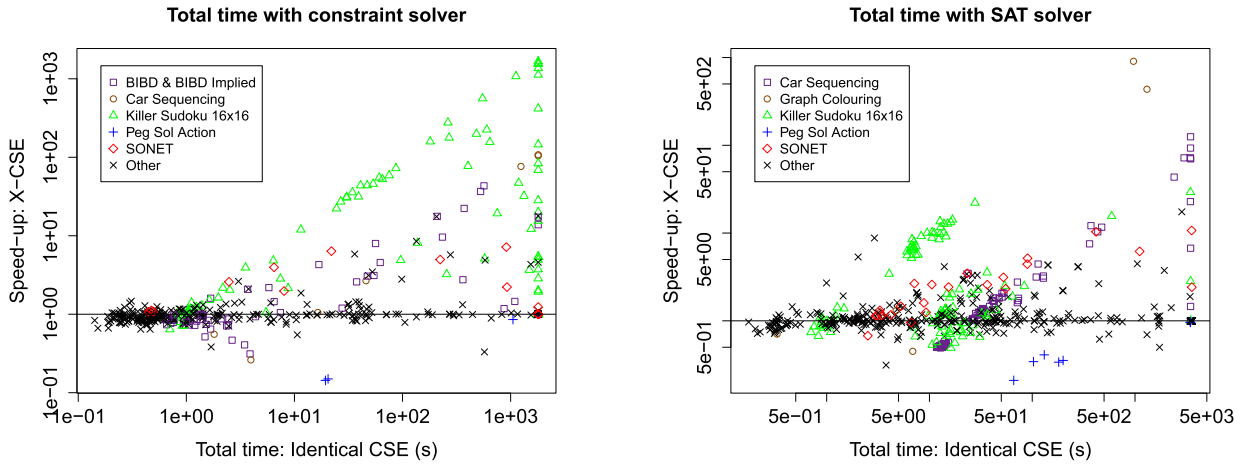 Total time with constraint solver
Speed-up: X-CSE
1e+03
1e+02
1e+01
1e+00
1e-01
BIBD & BIBD Implied
Car Sequencing
Killer Sudoku 16x16
Peg Sol Action
SONET
Other
1e-01 1e+00 1e+01 1e+02 1e+03
Total time: Identical CSE (s)
Total time with SAT solver
Speed-up: X-CSE
5e+02
5e+01
5e+00
5e-01
Car Sequencing
Graph Colouring
Killer Sudoku 16x16
Peg Sol Action
SONET
Other
5e-01 5e+00 5e+01 5e+02 5e+03
Total time: Identical CSE (s)